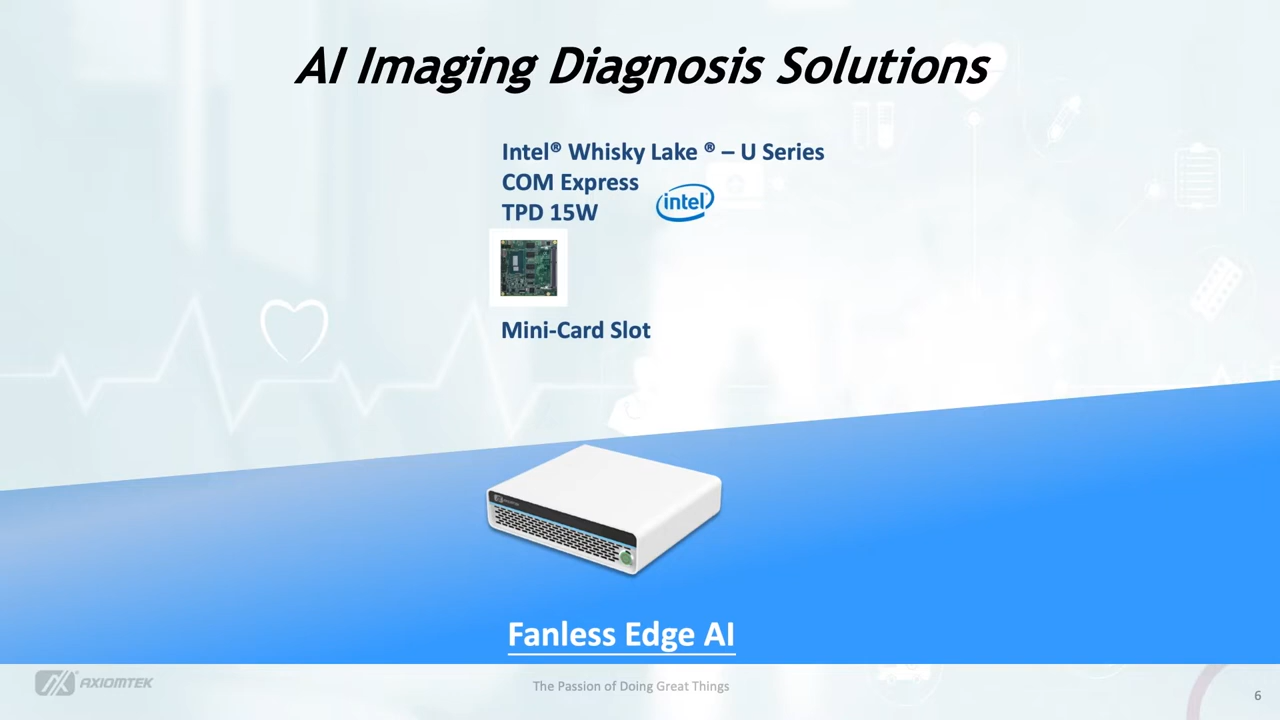 AI Imaging Diagnosis Solutions
Intel® Whisky Lake ® – U Series
COM Express
TPD 15W
intel
Mini-Card Slot
AXIOMTEK
Fanless Edge AI
AXIOMTEK
The Passion of Doing Great Things
6